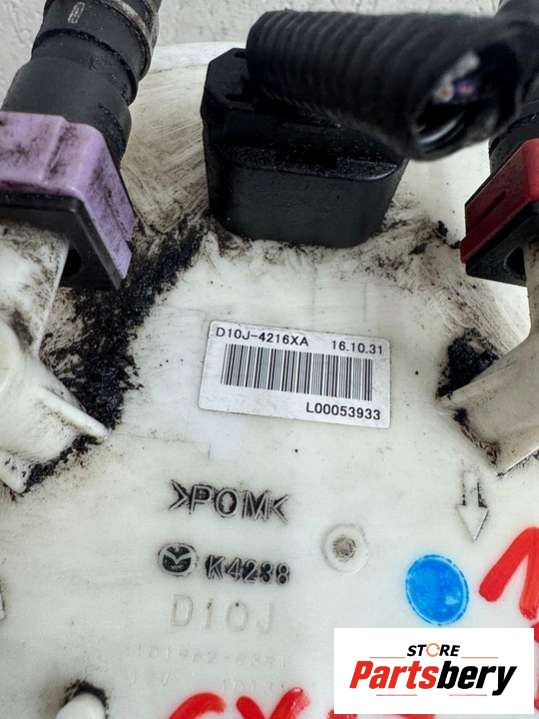 D10J-4216XA 16.10.31
L00053933
>POM<
K4238
D10J
STORE
Partsbery